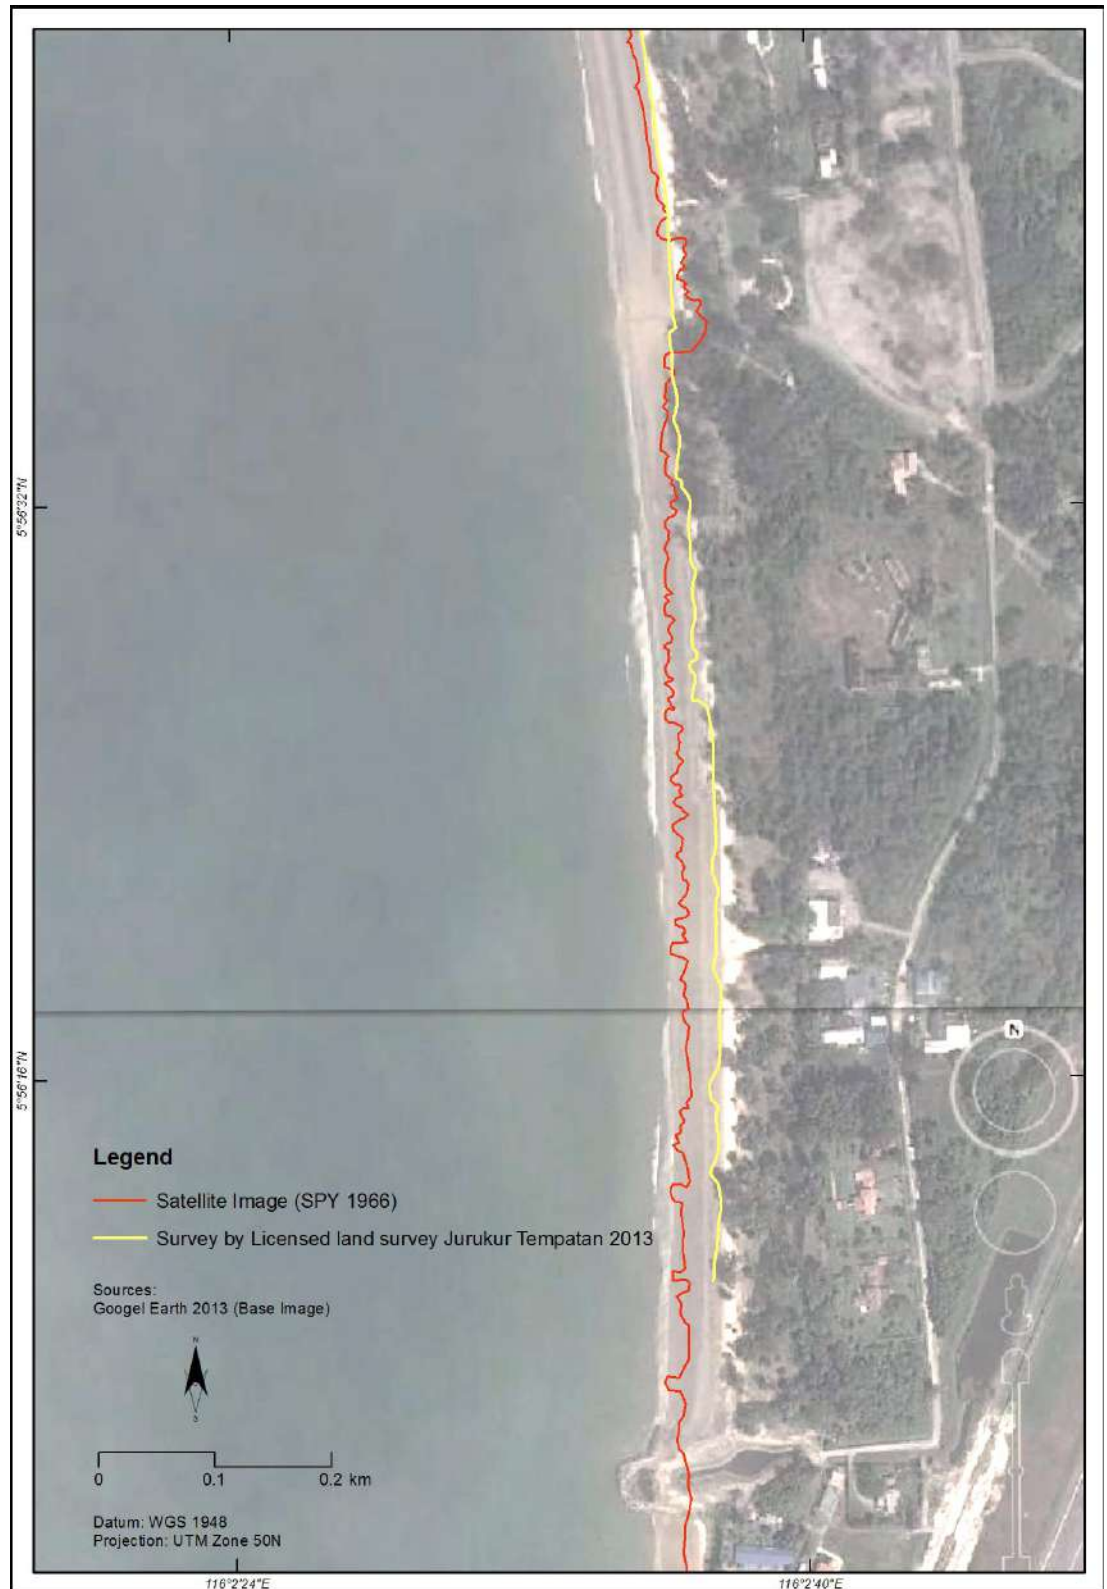 5°56'32"N
N
5°56'16"N
Legend
Satellite Image (SPY 1966)
Survey by Licensed land survey Jurukur Tempatan 2013
Sources:
Googel Earth 2013 (Base Image)
N
S
0 0.1 0.2 km
Datum: WGS 1948
Projection: UTM Zone 50N
116°2'24"E 116°2'40"E